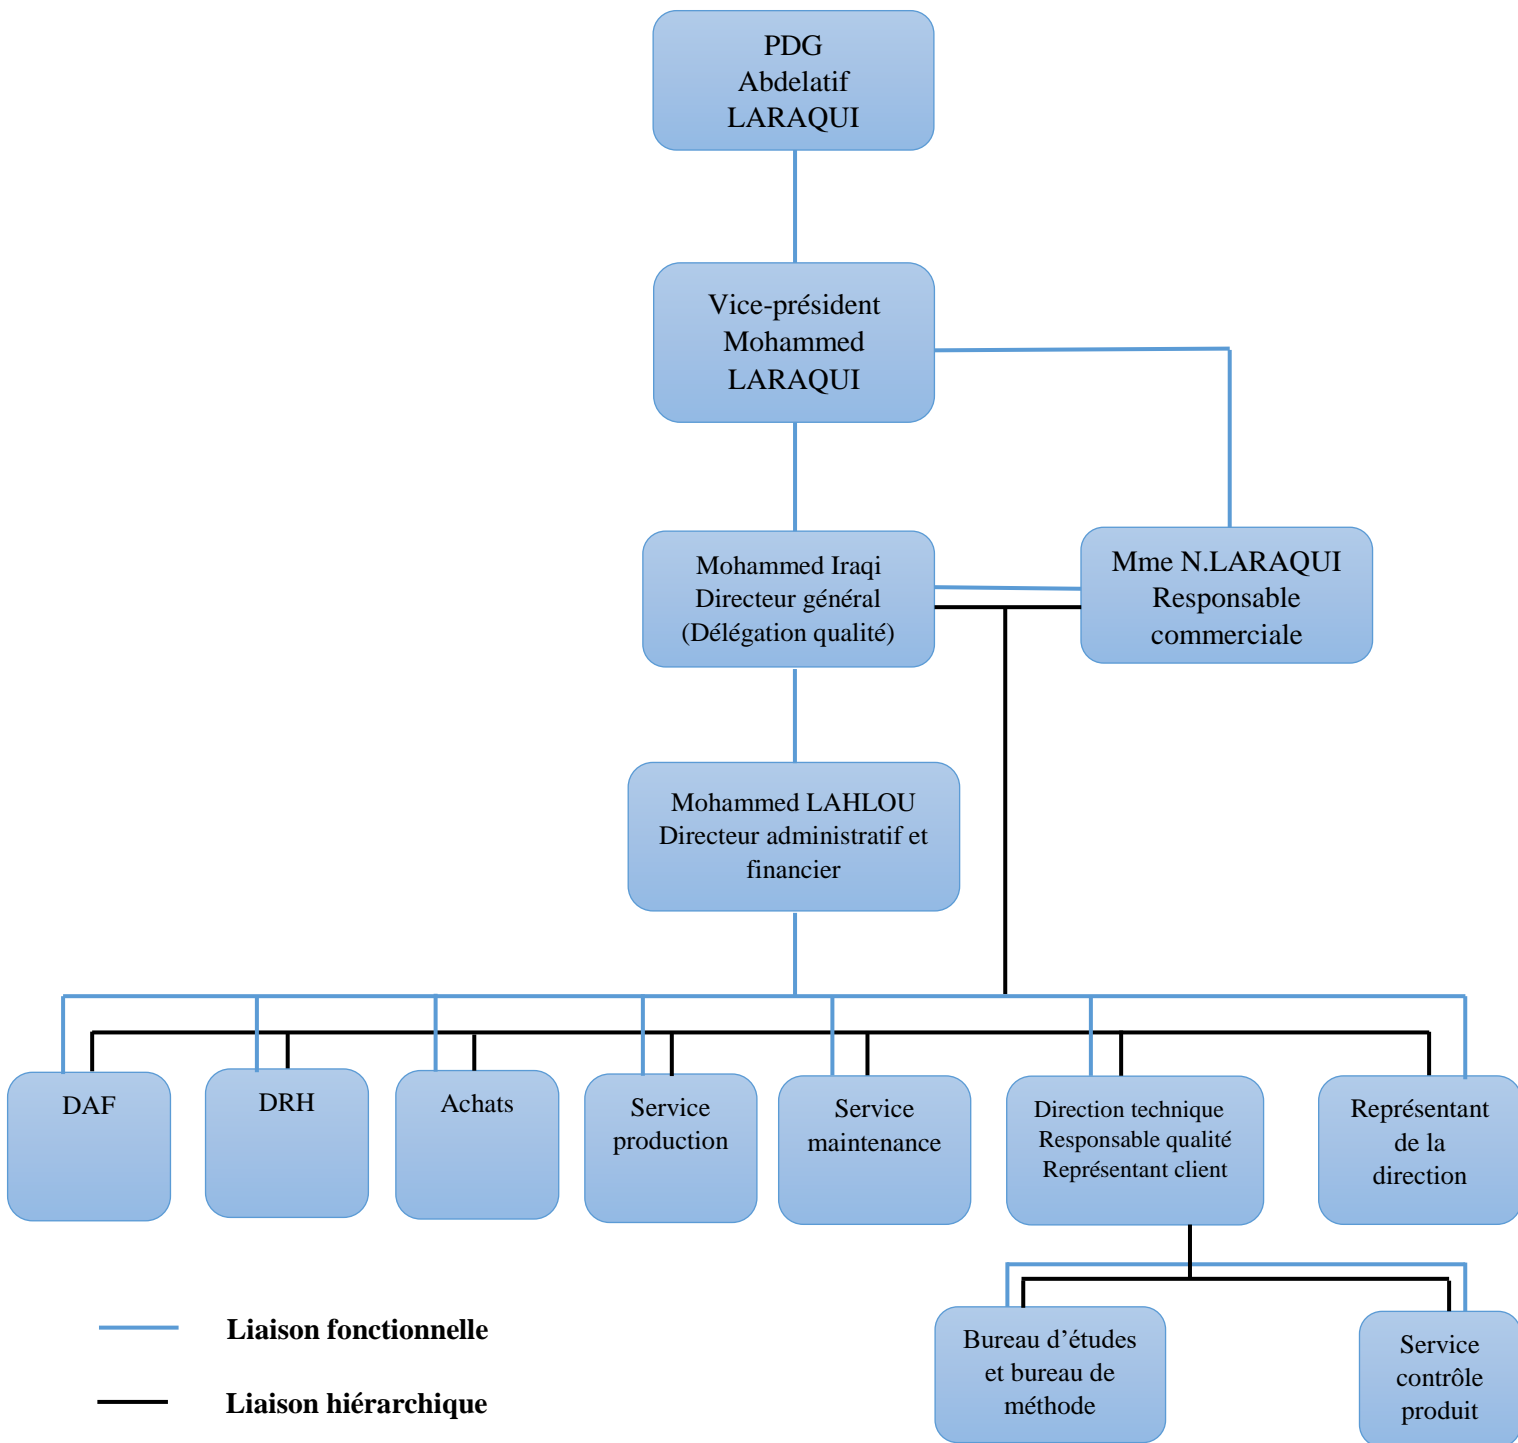 PDG
Abdelatif
LARAQUI
Vice-président
Mohammed
LARAQUI
Mohammed Iraqi
Directeur général
(Délégation qualité)
Mme N.LARAQUI
Responsable
commerciale
Mohammed LAHLOU
Directeur administratif et
financier
DAF
DRH
Achats
Service
production
Service
maintenance
Direction technique
Responsable qualité
Représentant client
Représentant
de la
direction
Bureau d’études
et bureau de
méthode
Service
contrôle
produit
Liaison fonctionnelle
Liaison hiérarchique